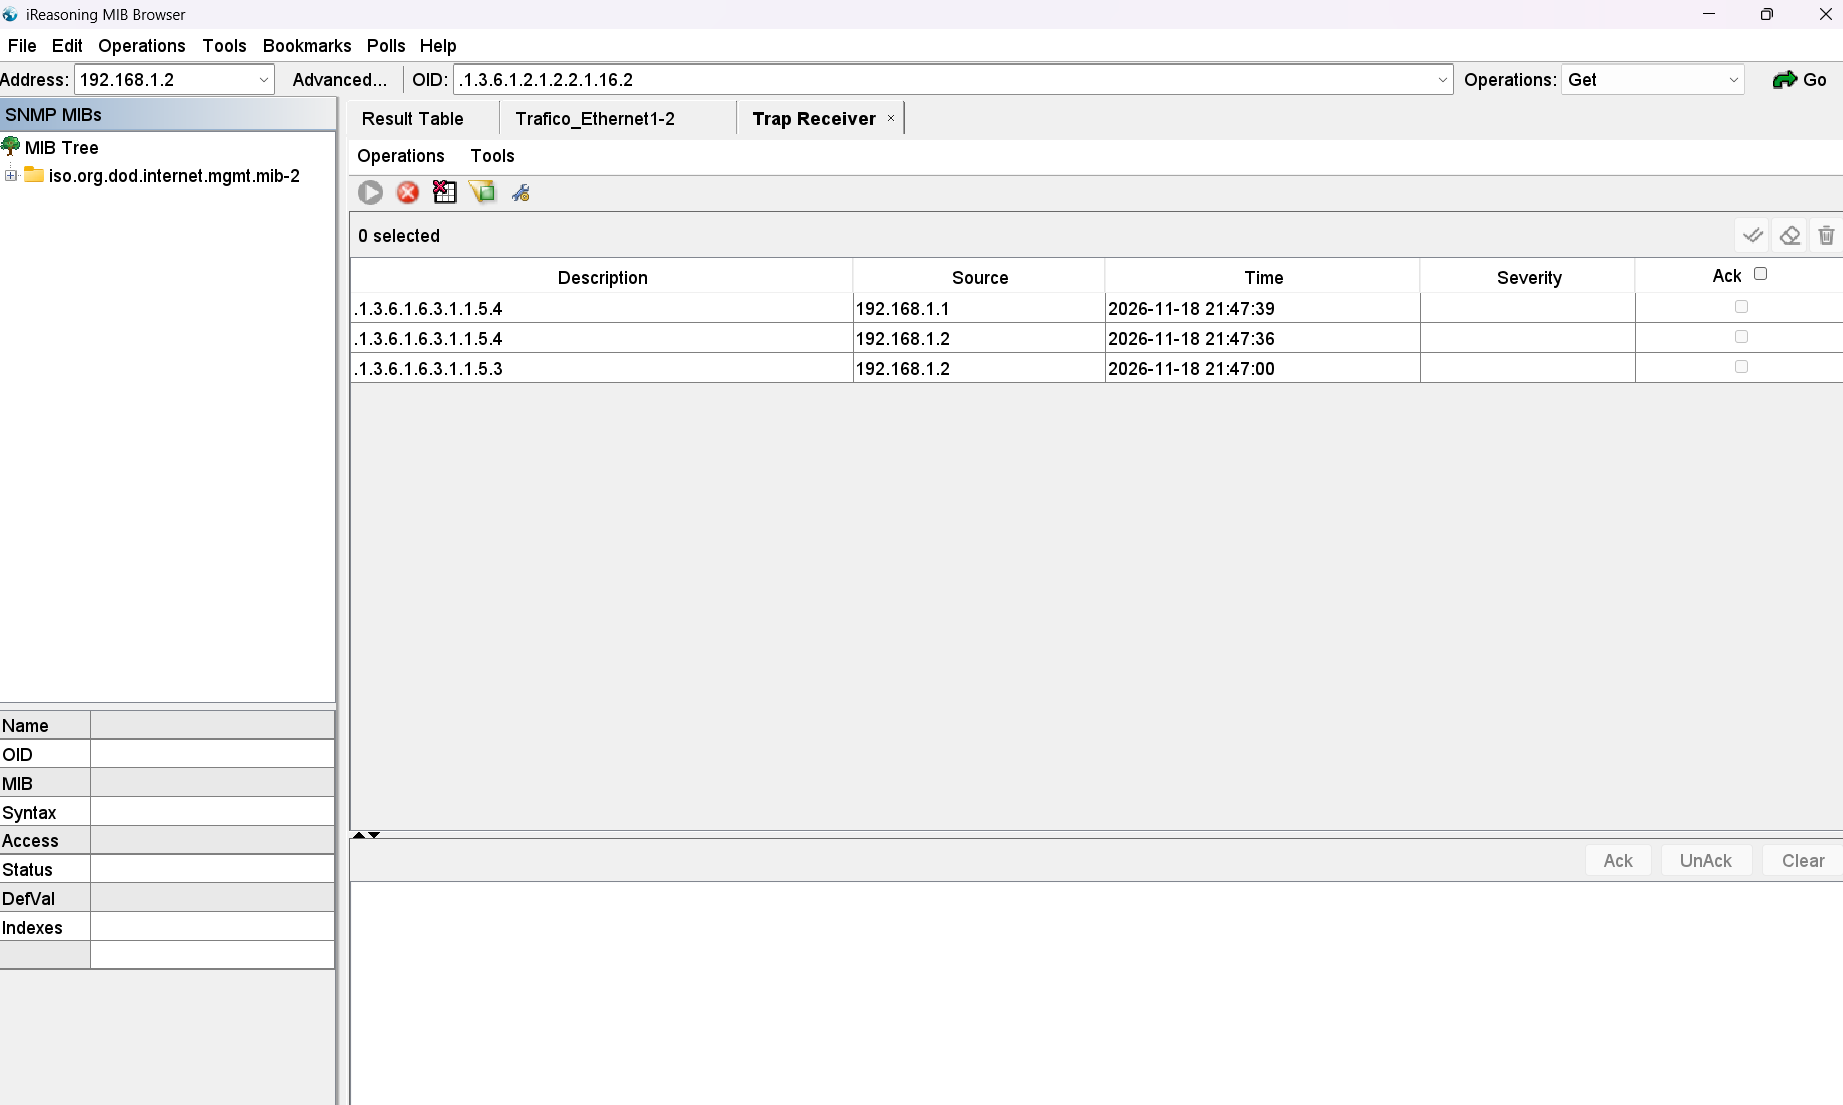 iReasoning MIB Browser
File Edit Operations Tools Bookmarks Polls Help
Address: 192.168.1.2 Advanced... OID: .1.3.6.1.2.1.2.2.1.16.2 Operations: Get Go
SNMP MIBs
MIB Tree
iso.org.dod.internet.mgmt.mib-2
Name
OID
MIB
Syntax
Access
Status
DefVal
Indexes
Result Table Trafico_Ethernet1-2 Trap Receiver ×
Operations Tools
0 selected
Description Source Time Severity Ack
.1.3.6.1.6.3.1.1.5.4 192.168.1.1 2026-11-18 21:47:39
.1.3.6.1.6.3.1.1.5.4 192.168.1.2 2026-11-18 21:47:36
.1.3.6.1.6.3.1.1.5.3 192.168.1.2 2026-11-18 21:47:00
Ack UnAck Clear